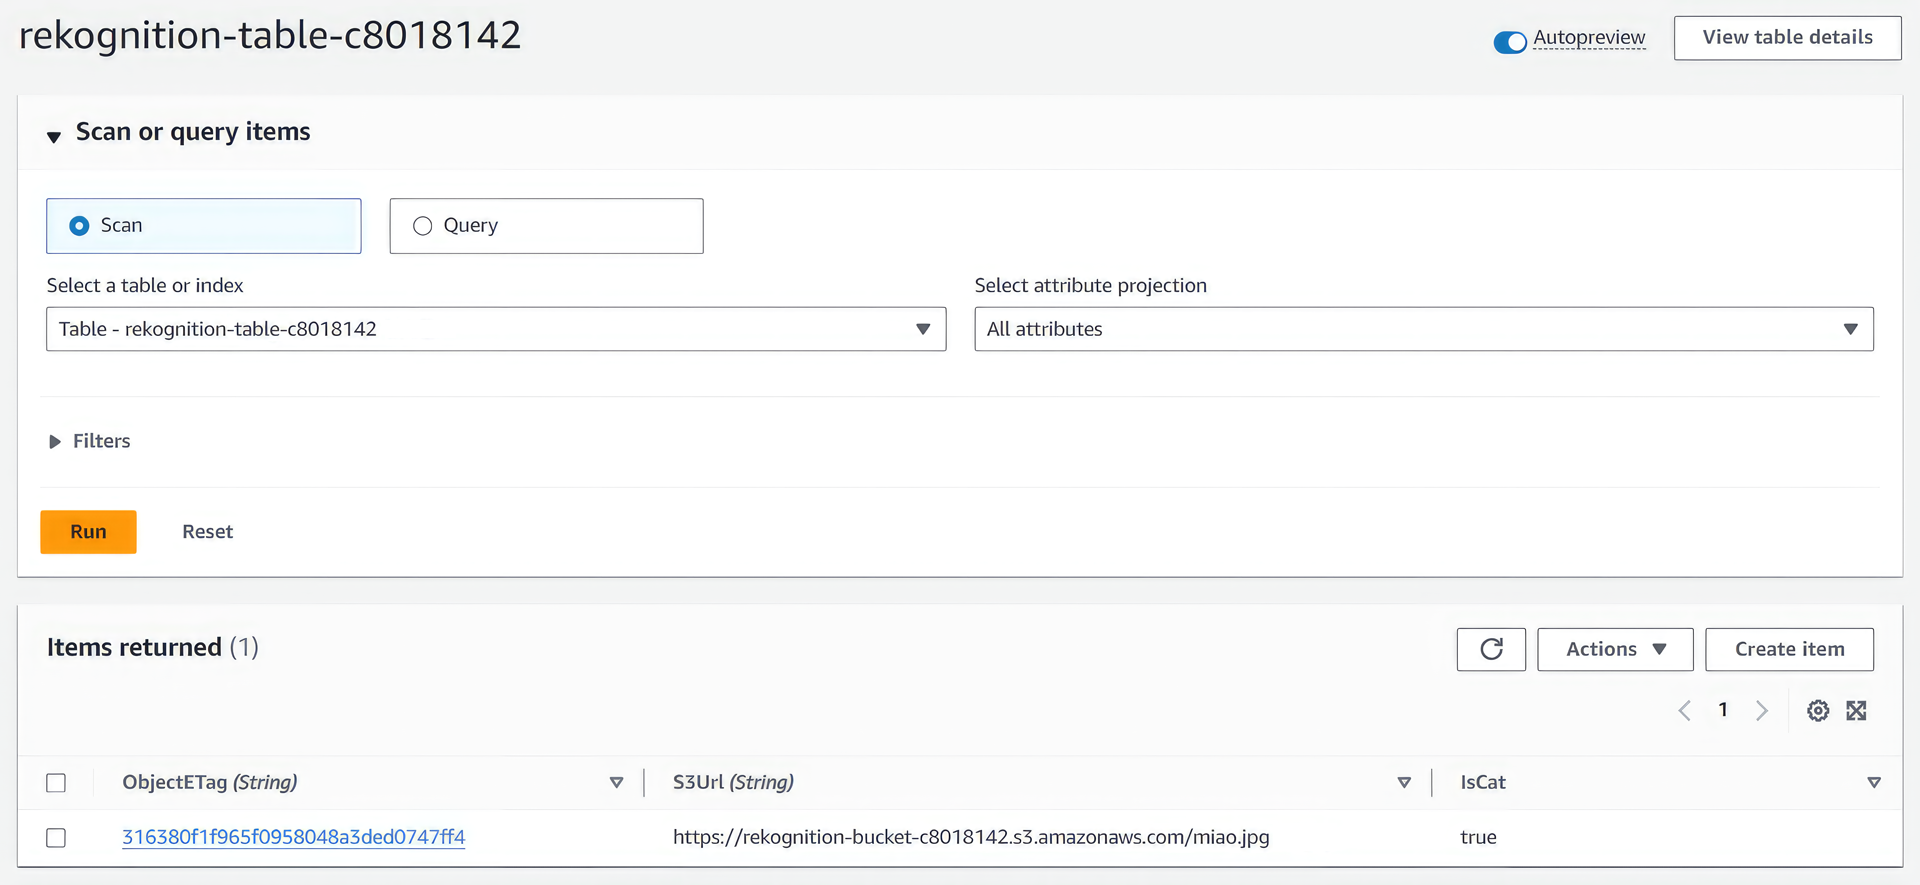 rekognition-table-c8018142
Autopreview
View table details
Scan or query items
Scan
Query
Select a table or index
Select attribute projection
Table - rekognition-table-c8018142
All attributes
Filters
Run
Reset
Items returned (1)
Actions
Create item
1
ObjectETag (String)
S3Url (String)
IsCat
316380f1f965f0958048a3ded0747ff4
https://rekognition-bucket-c8018142.s3.amazonaws.com/miao.jpg
true